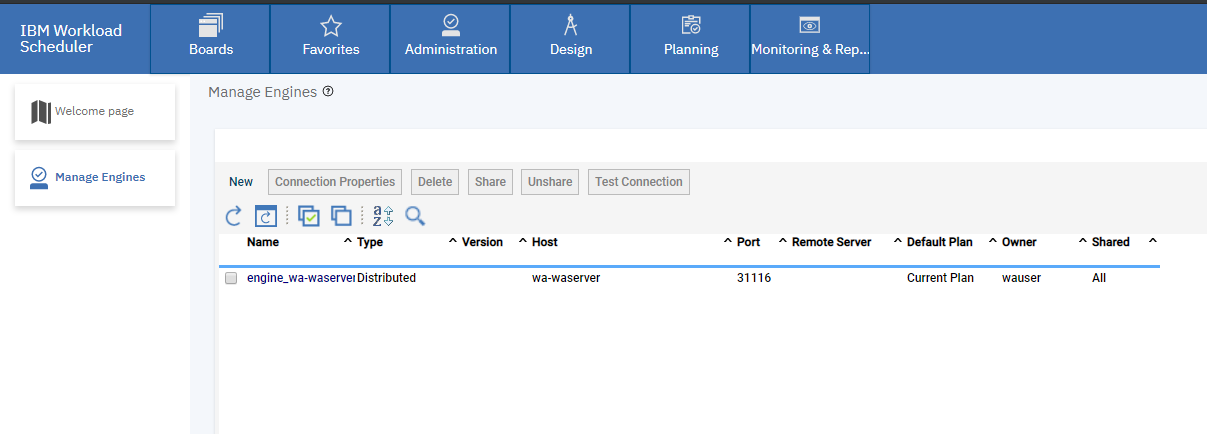 IBM Workload
Scheduler
Boards
Favorites
Administration
Design
Planning
Monitoring & Rep...
Welcome page
Manage Engines
Manage Engines
New Connection Properties Delete Share Unshare Test Connection
Name Type Version Host Port Remote Server Default Plan Owner Shared
engine_wa-waserver Distributed wa-waserver 31116 Current Plan wauser All